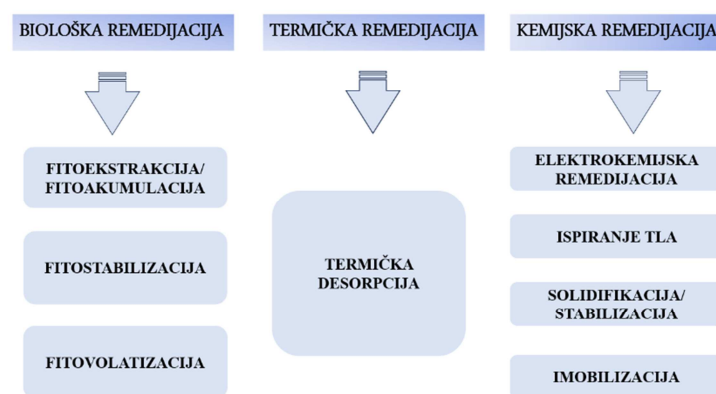 BIOLOŠKA REMEDIJACIJA
FITOEKSTRAKCIJA/
FITOAKUMULACIJA
FITOSTABILIZACIJA
FITOVOLATIZACIJA
TERMIČKA REMEDIJACIJA
TERMIČKA
DESORPCIJA
KEMIJSKA REMEDIJACIJA
ELEKTROKEMIJSKA
REMEDIJACIJA
ISPIRANJE TLA
SOLIDIFIKACIJA/
STABILIZACIJA
IMOBILIZACIJA